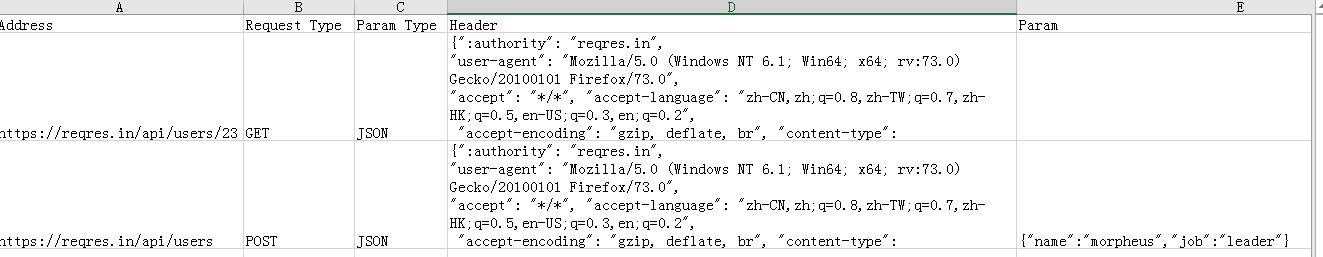 A B C D E
Address Request Type Param Type Header Param
{":authority": "reqres.in",
"user-agent": "Mozilla/5.0 (Windows NT 6.1; Win64; x64; rv:73.0)
Gecko/20100101 Firefox/73.0",
"accept": "*/*", "accept-language": "zh-CN,zh;q=0.8,zh-TW;q=0.7,zh-
HK;q=0.5,en-US;q=0.3,en;q=0.2",
https://reqres.in/api/users/23 GET JSON "accept-encoding": "gzip, deflate, br", "content-type":
{":authority": "reqres.in",
"user-agent": "Mozilla/5.0 (Windows NT 6.1; Win64; x64; rv:73.0)
Gecko/20100101 Firefox/73.0",
"accept": "*/*", "accept-language": "zh-CN,zh;q=0.8,zh-TW;q=0.7,zh-
HK;q=0.5,en-US;q=0.3,en;q=0.2",
https://reqres.in/api/users POST JSON "accept-encoding": "gzip, deflate, br", "content-type": {"name":"morpheus","job":"leader"}